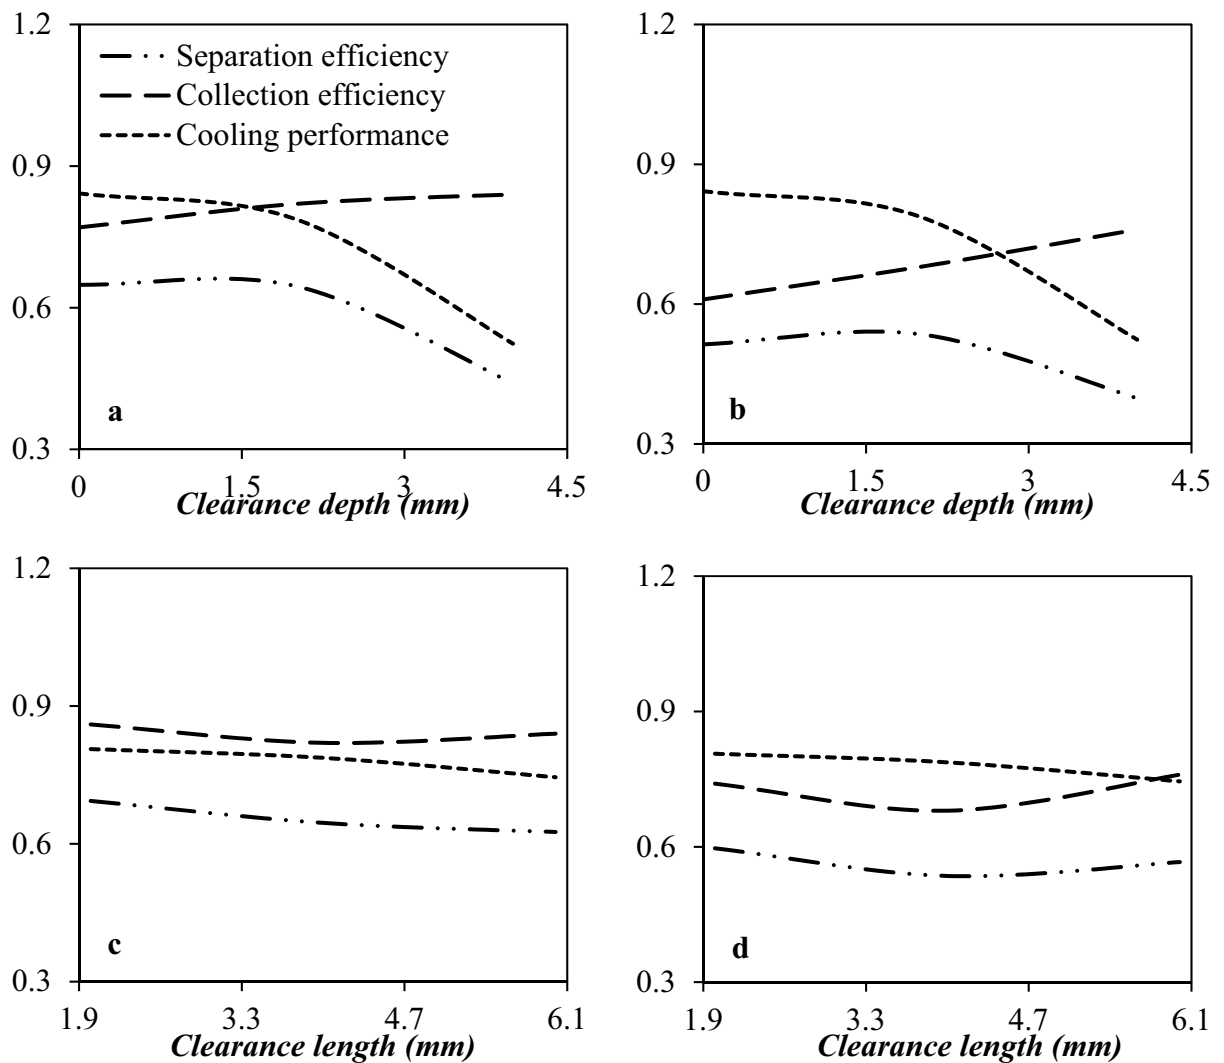 1.2
Separation efficiency
Collection efficiency
Cooling performance
0.9
0.6
0.3
a
0 1.5 3 4.5
Clearance depth (mm)
1.2
0.9
0.6
0.3
b
0 1.5 3 4.5
Clearance depth (mm)
1.2
0.9
0.6
0.3
c
1.9 3.3 4.7 6.1
Clearance length (mm)
1.2
0.9
0.6
0.3
d
1.9 3.3 4.7 6.1
Clearance length (mm)